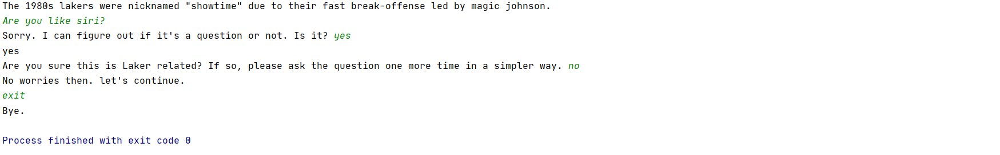 The 1980s lakers were nicknamed "showtime" due to their fast break-offense led by magic johnson.
Are you like siri?
Sorry. I can figure out if it's a question or not. Is it? yes
yes
Are you sure this is Laker related? If so, please ask the question one more time in a simpler way. no
No worries then. let's continue.
exit
Bye.
Process finished with exit code 0